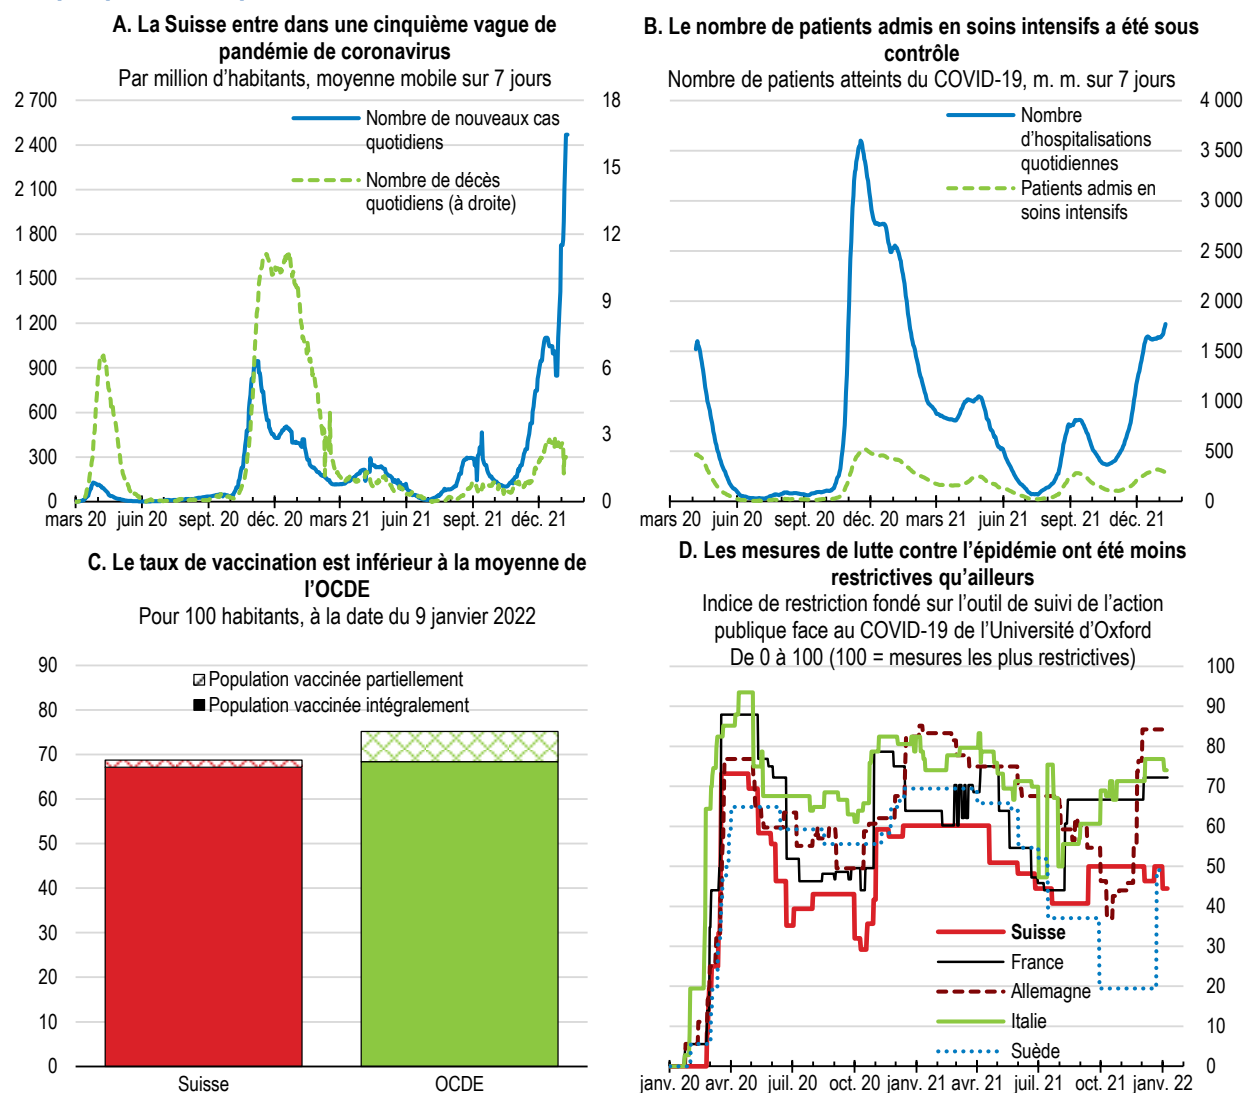 A. La Suisse entre dans une cinquième vague de
pandémie de coronavirus
Par million d'habitants, moyenne mobile sur 7 jours
2 700
2 400
2 100
1 800
1 500
1 200
900
600
300
0
18
15
12
9
6
3
0
Nombre de nouveaux cas
quotidiens
Nombre de décès
quotidiens (à droite)
mars 20 juin 20 sept. 20 déc. 20 mars 21 juin 21 sept. 21 déc. 21
B. Le nombre de patients admis en soins intensifs a été sous
contrôle
Nombre de patients atteints du COVID-19, m. m. sur 7 jours
4 000
3 500
3 000
2 500
2 000
1 500
1 000
500
0
Nombre
d'hospitalisations
quotidiennes
Patients admis en
soins intensifs
mars 20 juin 20 sept. 20 déc. 20 mars 21 juin 21 sept. 21 déc. 21
C. Le taux de vaccination est inférieur à la moyenne de
l'OCDE
Pour 100 habitants, à la date du 9 janvier 2022
90
80
70
60
50
40
30
20
10
0
Population vaccinée partiellement
Population vaccinée intégralement
Suisse OCDE
D. Les mesures de lutte contre l'épidémie ont été moins
restrictives qu'ailleurs
Indice de restriction fondé sur l'outil de suivi de l'action
publique face au COVID-19 de l'Université d'Oxford
De 0 à 100 (100 = mesures les plus restrictives)
100
90
80
70
60
50
40
30
20
10
0
Suisse
France
Allemagne
Italie
Suède
janv. 20 avr. 20 juil. 20 oct. 20 janv. 21 avr. 21 juil. 21 oct. 21 janv. 22